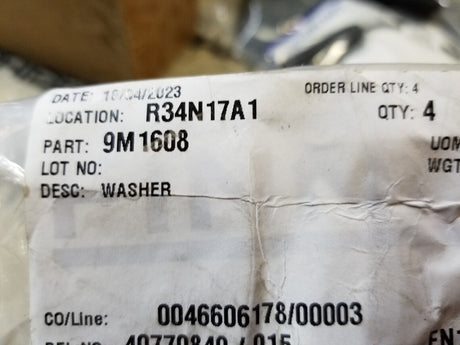 DATE: 10/04/2023 ORDER LINE QTY: 4
LOCATION: R34N17A1 QTY: 4
PART: 9M1608 UOM
LOT NO: WGT
DESC: WASHER
CO/Line: 0046606178/00003